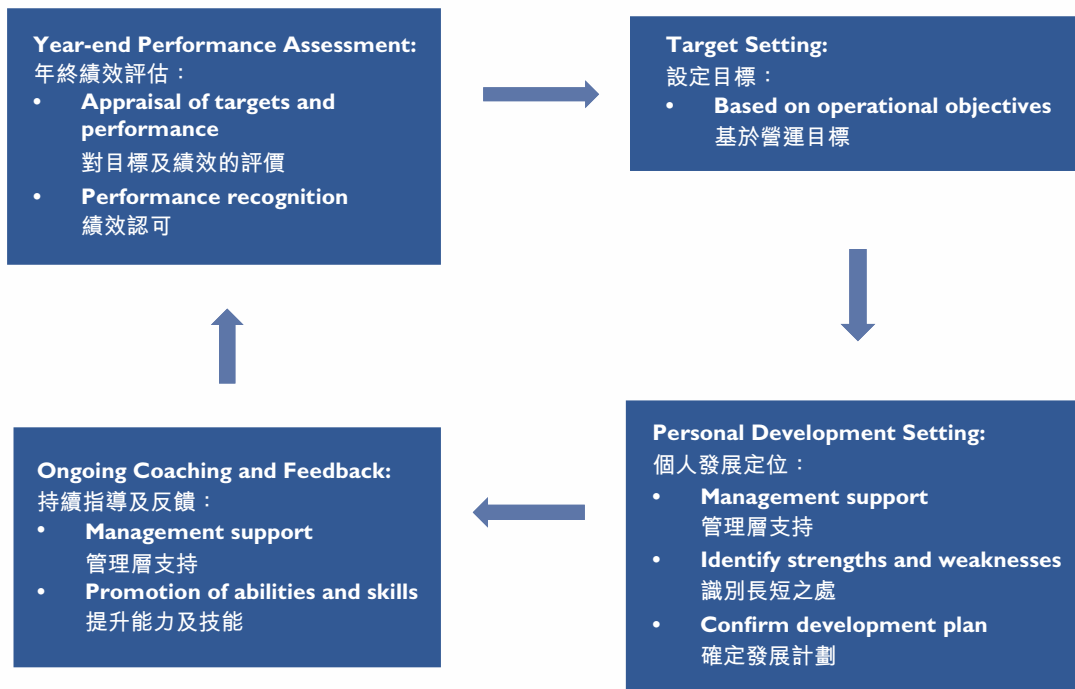 Year-end Performance Assessment:
年終績效評估：
• Appraisal of targets and
performance
對目標及績效的評價
• Performance recognition
績效認可
Target Setting:
設定目標：
• Based on operational objectives
基於營運目標
Personal Development Setting:
個人發展定位：
• Management support
管理層支持
• Identify strengths and weaknesses
識別長短之處
• Confirm development plan
確定發展計劃
Ongoing Coaching and Feedback:
持續指導及反饋：
• Management support
管理層支持
• Promotion of abilities and skills
提升能力及技能